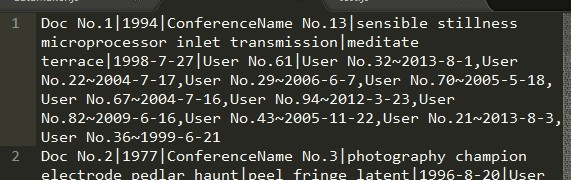 1 Doc No.1|1994|ConferenceName No.13|sensible stillness
microprocessor inlet transmission|meditate
terrace|1998-7-27|User No.61|User No.32~2013-8-1,User
No.22~2004-7-17,User No.29~2006-6-7,User No.70~2005-5-18,
User No.67~2004-7-16,User No.94~2012-3-23,User
No.82~2009-6-16,User No.43~2005-11-22,User No.21~2013-8-3,
User No.36~1999-6-21
2 Doc No.2|1977|ConferenceName No.3|photography champion
electrode pedlar haunt|peel fringe latent|1996-8-20|User